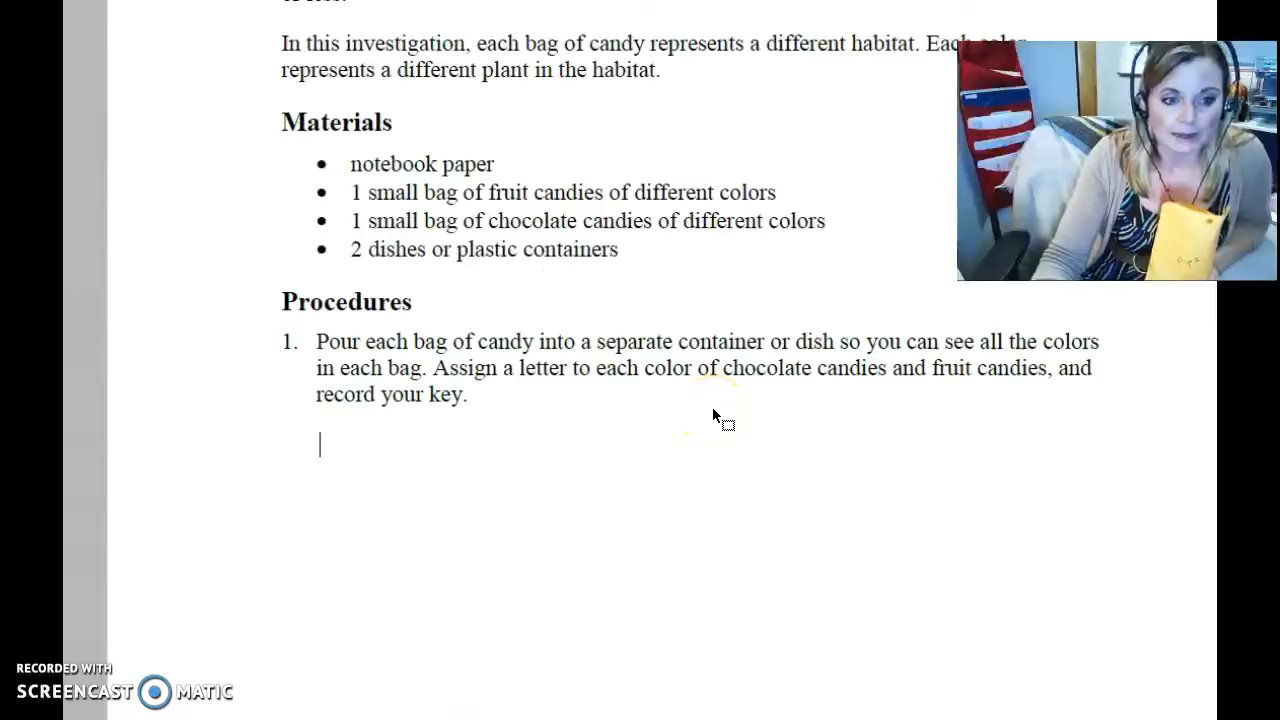 In this investigation, each bag of candy represents a different habitat. Each color
represents a different plant in the habitat.
Materials
• notebook paper
• 1 small bag of fruit candies of different colors
• 1 small bag of chocolate candies of different colors
• 2 dishes or plastic containers
Procedures
1. Pour each bag of candy into a separate container or dish so you can see all the colors
in each bag. Assign a letter to each color of chocolate candies and fruit candies, and
record your key.
RECORDED WITH
SCREENCAST MATIC